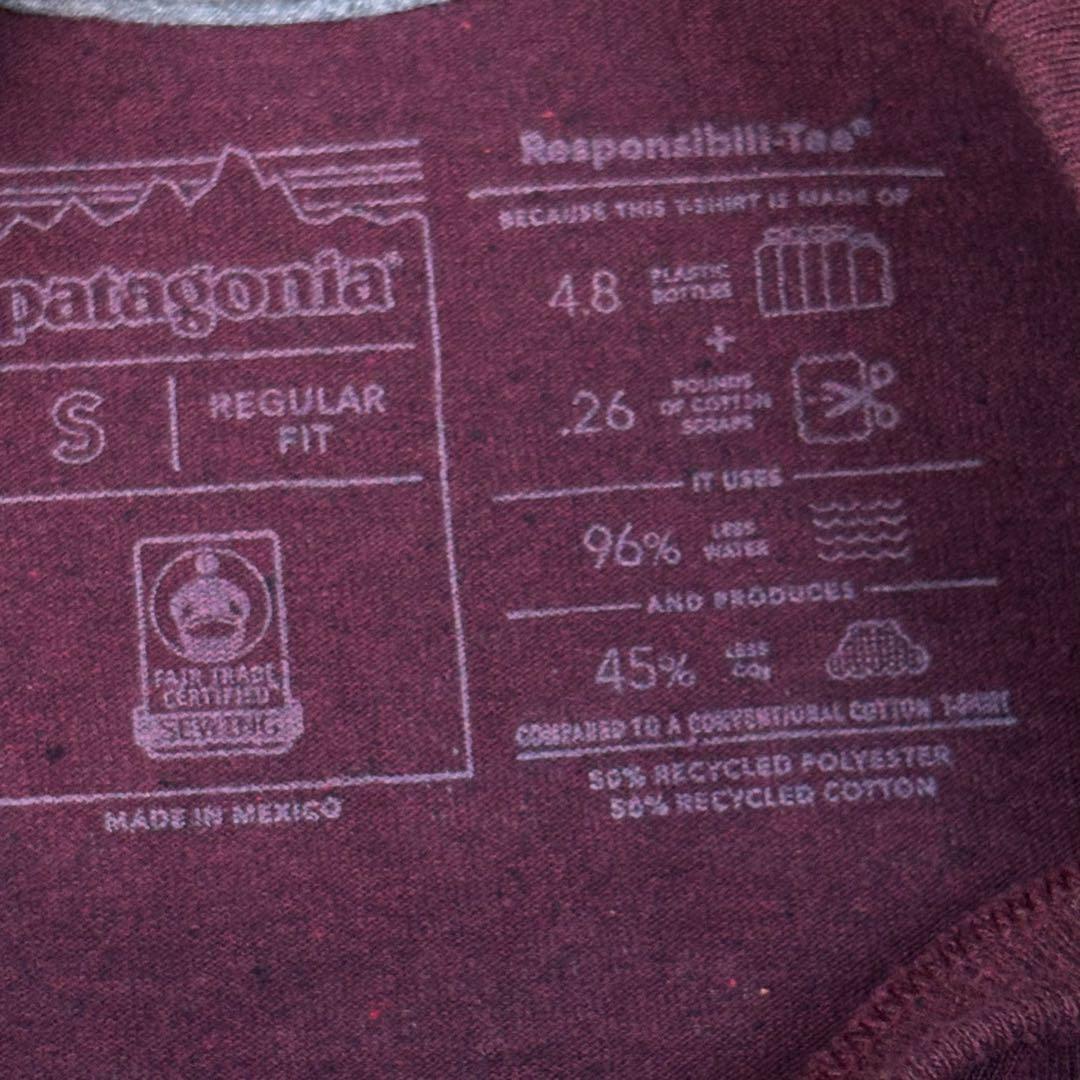 patagonia®
S | REGULAR
FIT
FAIR TRADE
CERTIFIED™
SEWING
MADE IN MEXICO
Responsibili-Tee®
BECAUSE THIS T-SHIRT IS MADE OF
4.8 PLASTIC
BOTTLES
+
.26 POUNDS
OF COTTON
SCRAPS
IT USES
96% LESS
WATER
AND PRODUCES
45% LESS
CO₂
COMPARED TO A CONVENTIONAL COTTON T-SHIRT
50% RECYCLED POLYESTER
50% RECYCLED COTTON